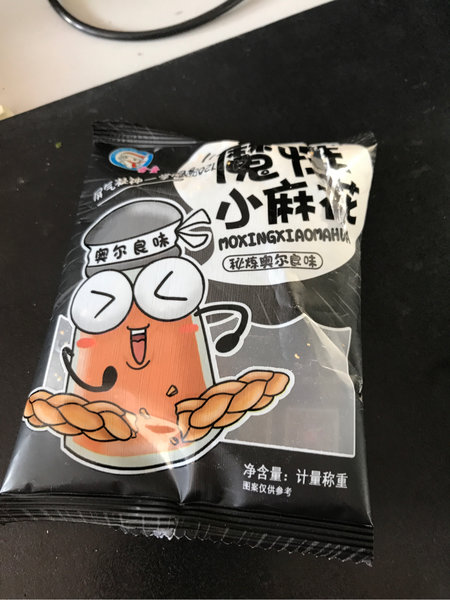 魔性
小麻花
MOXINGXIAOMAHUA
秘炼奥尔良味
奥尔良味
净含量：计量称重
图案仅供参考